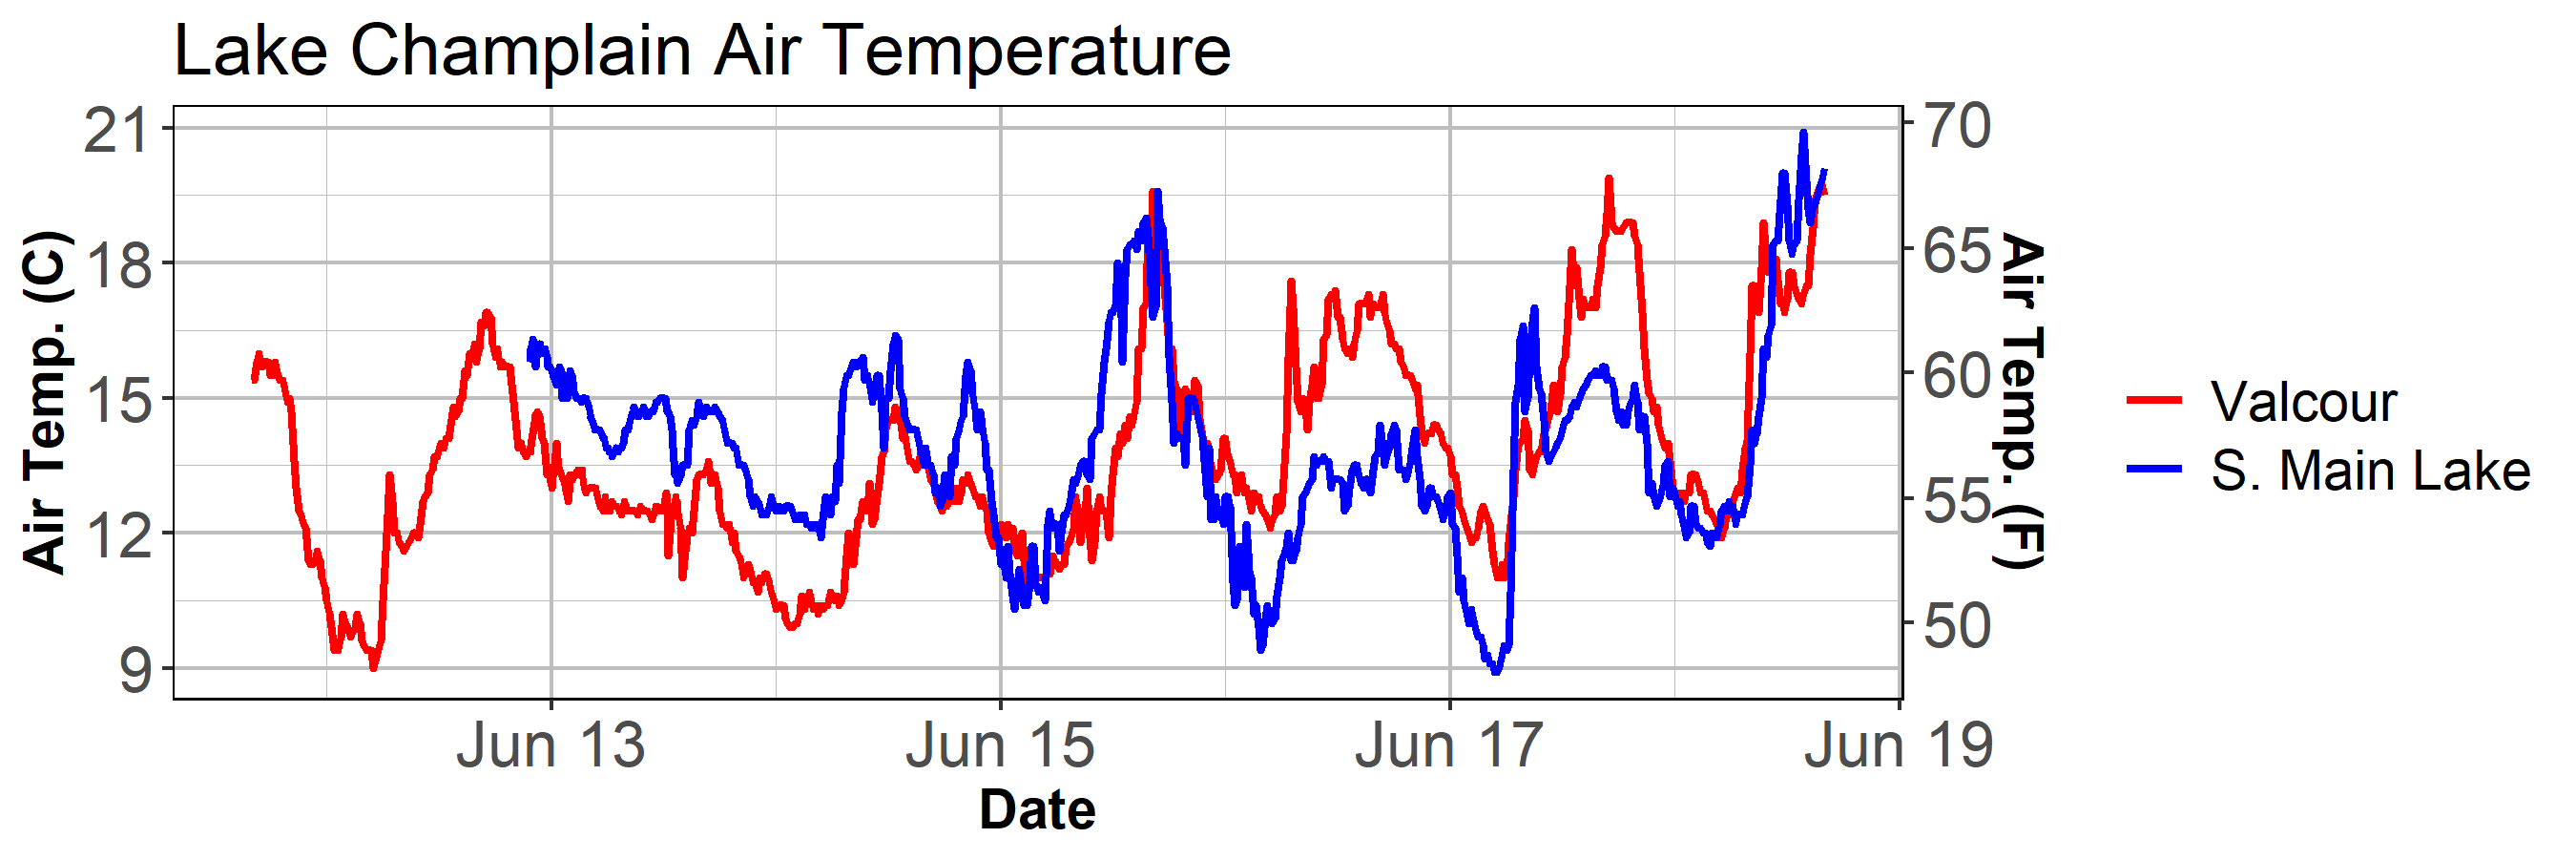 Lake Champlain Air Temperature
Air Temp. (C)
21
18
15
12
9
70
65
60
55
50
Air Temp. (F)
Jun 13 Jun 15 Jun 17 Jun 19
Date
Valcour
S. Main Lake